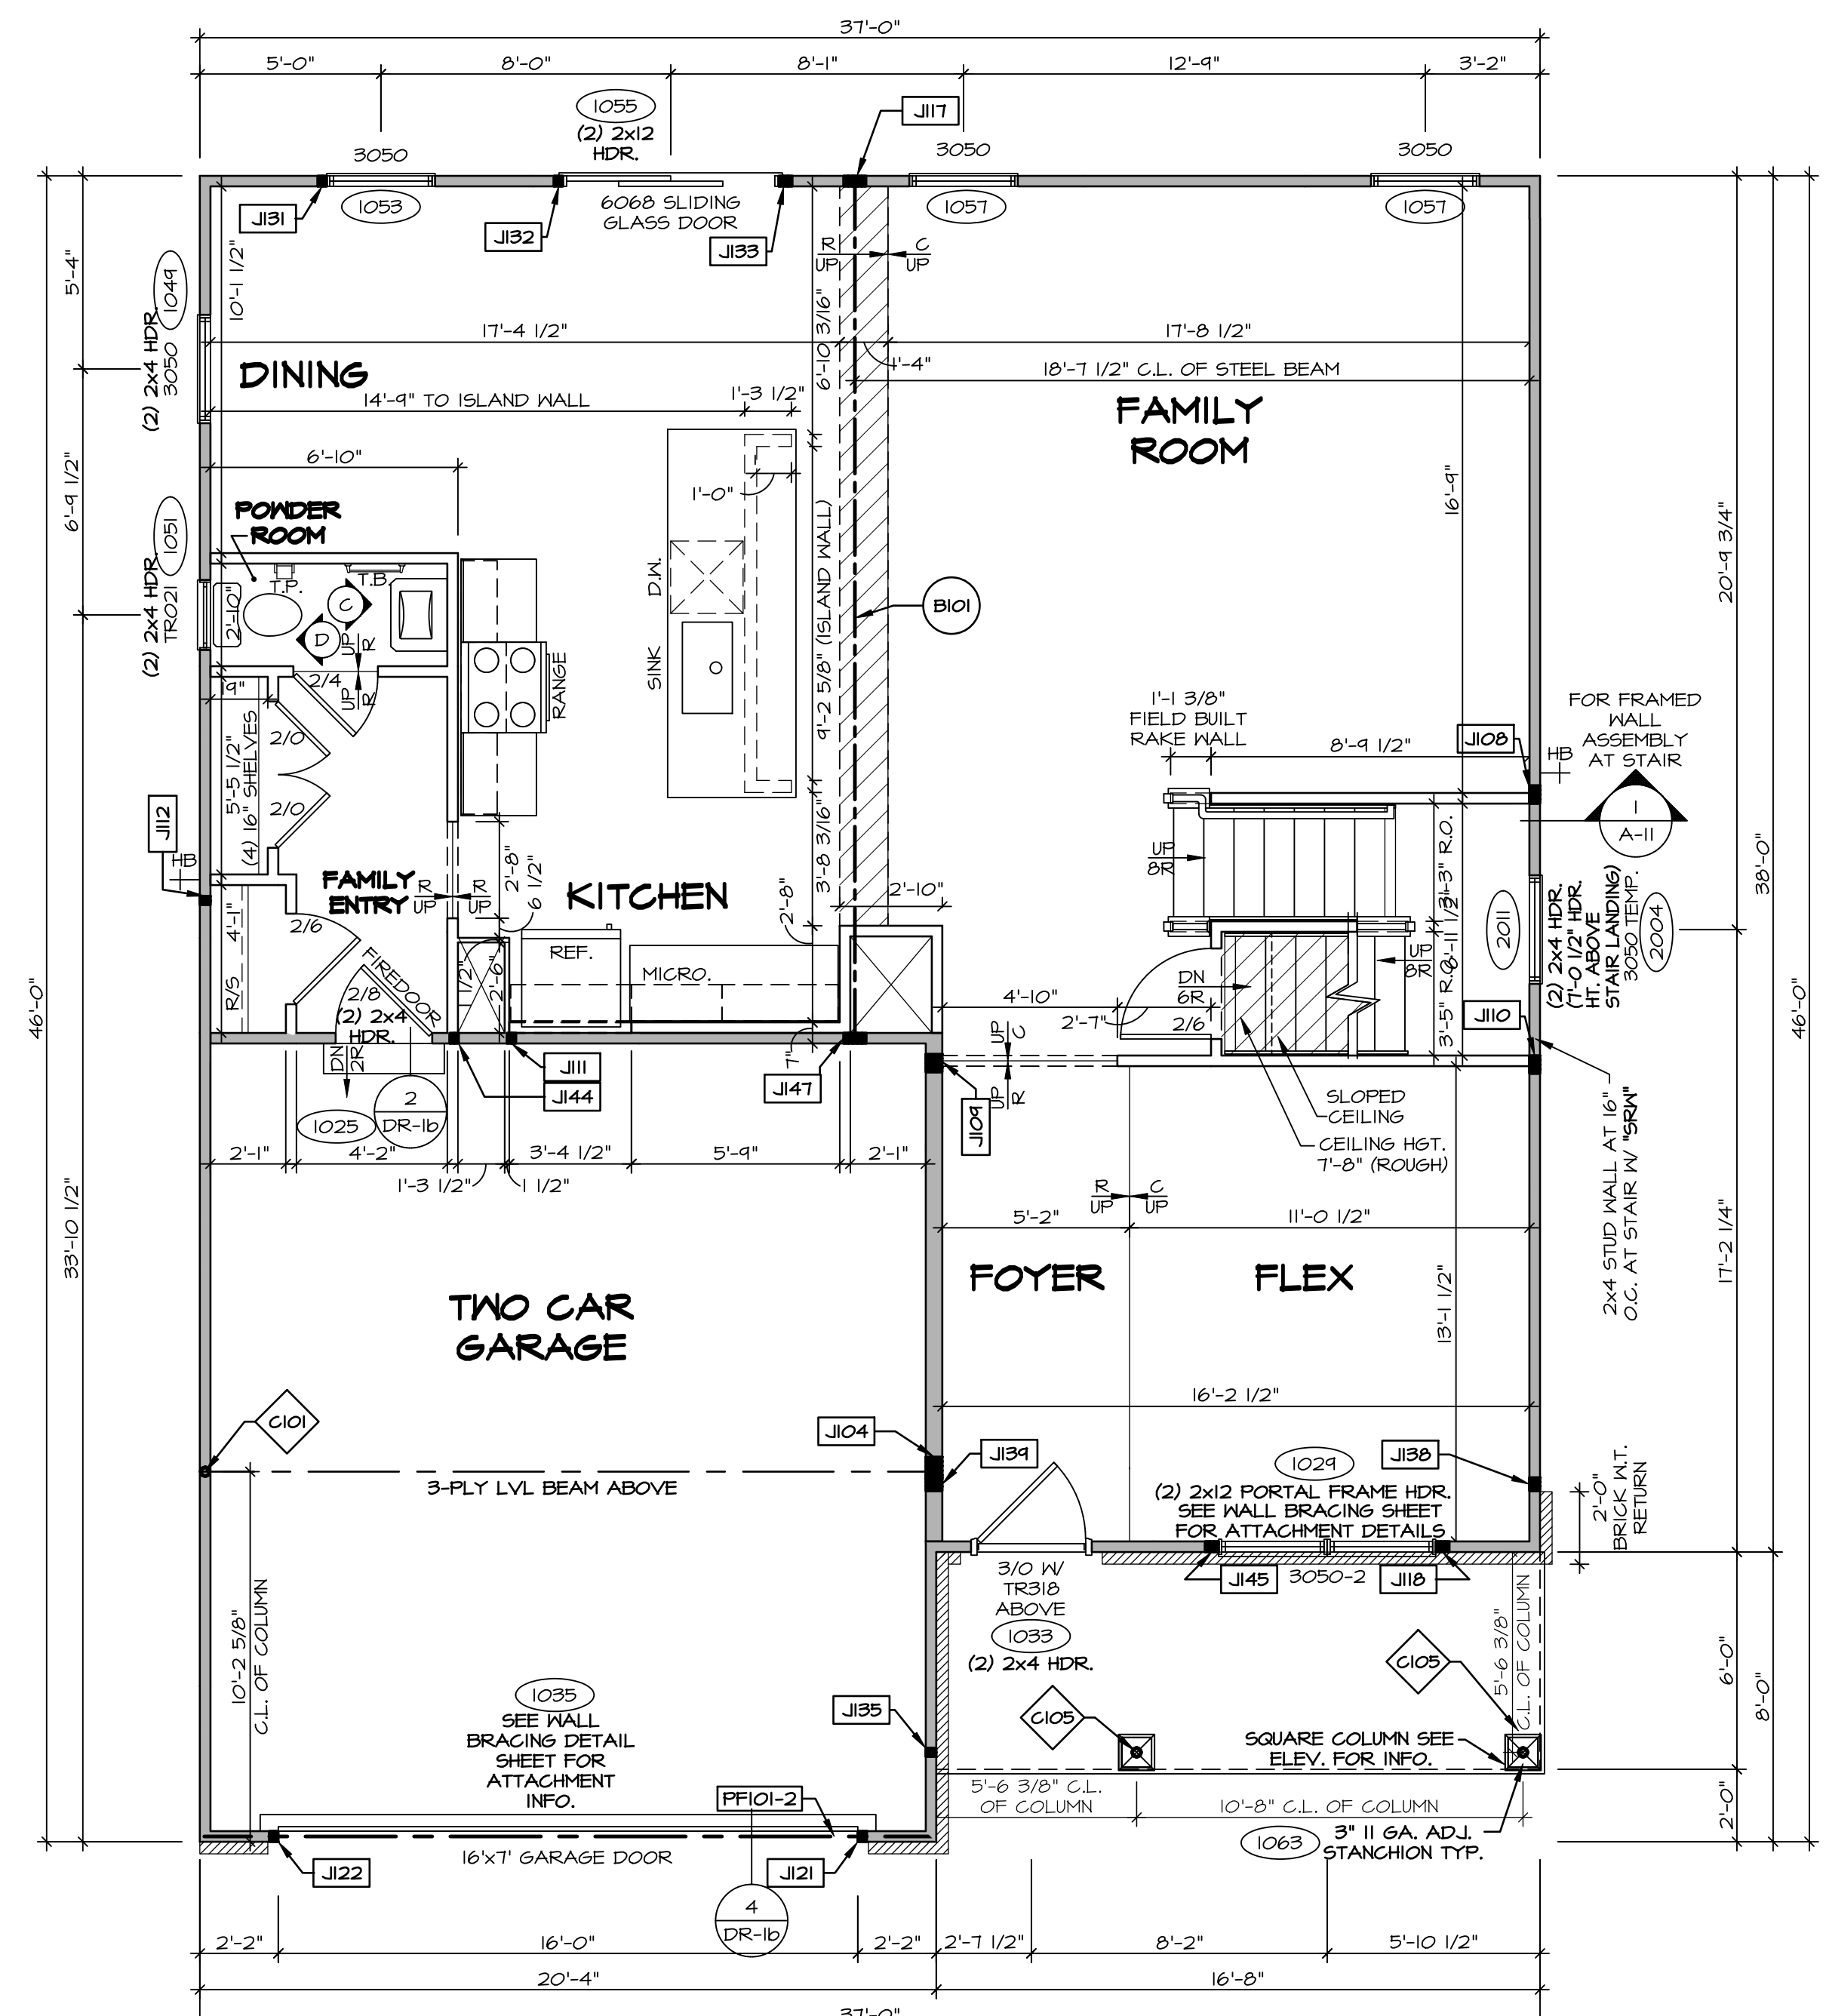 37'-0"
5'-0"
8'-0"
8'-1"
12'-9"
3'-2"
1055
(2) 2x12
HDR.
J117
3050
3050
3050
J131
1053
J132
6068 SLIDING
GLASS DOOR
J133
1057
1057
R
UP
C
UP
5'-4"
1049
(2) 2x4 HDR.
3050
10'-1 1/2"
6'-10 3/16"
17'-4 1/2"
17'-8 1/2"
1'-4"
18'-7 1/2" C.L. OF STEEL BEAM
DINING
14'-9" TO ISLAND WALL
1'-3 1/2"
FAMILY
ROOM
6'-10"
16'-9"
1'-0"
6'-9 1/2"
1051
(2) 2x4 HDR.
TR021
POWDER
ROOM
T.P.
T.B.
C
D
2'-10"
UP
R
UP
R
2/4
D.W.
SINK
RANGE
9'-2 5/8" (ISLAND WALL)
B101
20'-9 3/4"
19"
2/0
2/0
5'-5 1/2"
(4) 16" SHELVES
1'-1 3/8"
FIELD BUILT
RAKE WALL
8'-9 1/2"
J108
HB
FOR FRAMED
WALL
ASSEMBLY
AT STAIR
1
A-11
38'-0"
J112
HB
FAMILY
ENTRY
R
UP
R
UP
2'-8"
6 1/2"
KITCHEN
3'-8 3/16"
2'-8"
2'-10"
UP
8R
3'-3" R.O.
8'-11 1/2"
3'-5" R.O.
2011
(2) 2x4 HDR.
(7'-0 1/2" HDR.
HT. ABOVE
STAIR LANDING)
3050 TEMP.
2004
4'-1"
R/S
2/6
FIREDOOR
2/8
(2) 2x4
HDR.
DN
2R
1 1/2"
2'-6"
REF.
MICRO.
UP
8R
DN
6R
2/6
4'-10"
2'-7"
J110
46'-0"
46'-0"
J111
J144
J147
7"
J109
UP
C
UP
R
1025
2
DR-1b
SLOPED
CEILING
CEILING HGT.
7'-8" (ROUGH)
2x4 STUD WALL AT 16"
O.C. AT STAIR W/ "SRW"
2'-1"
4'-2"
3'-4 1/2"
5'-9"
2'-1"
1'-3 1/2"
1 1/2"
R
UP
C
UP
33'-10 1/2"
5'-2"
11'-0 1/2"
17'-2 1/4"
FOYER
FLEX
13'-1 1/2"
TWO CAR
GARAGE
16'-2 1/2"
C101
J104
J139
1029
J138
3-PLY LVL BEAM ABOVE
(2) 2x12 PORTAL FRAME HDR.
SEE WALL BRACING SHEET
FOR ATTACHMENT DETAILS
2'-0"
BRICK W.T.
RETURN
J145
3050-2
J118
3/0 W/
TR318
ABOVE
1033
(2) 2x4 HDR.
10'-2 5/8"
C.L. OF COLUMN
5'-6 3/8"
C.L. OF COLUMN
C105
C105
6'-0"
8'-0"
1035
SEE WALL
BRACING DETAIL
SHEET FOR
ATTACHMENT
INFO.
J135
SQUARE COLUMN SEE
ELEV. FOR INFO.
PF101-2
5'-6 3/8" C.L.
OF COLUMN
10'-8" C.L. OF COLUMN
2'-0"
1063
3" 11 GA. ADJ.
STANCHION TYP.
16'x7' GARAGE DOOR
J122
J121
4
DR-1b
2'-2"
16'-0"
2'-2"
2'-7 1/2"
8'-2"
5'-10 1/2"
20'-4"
16'-8"
37'-0"